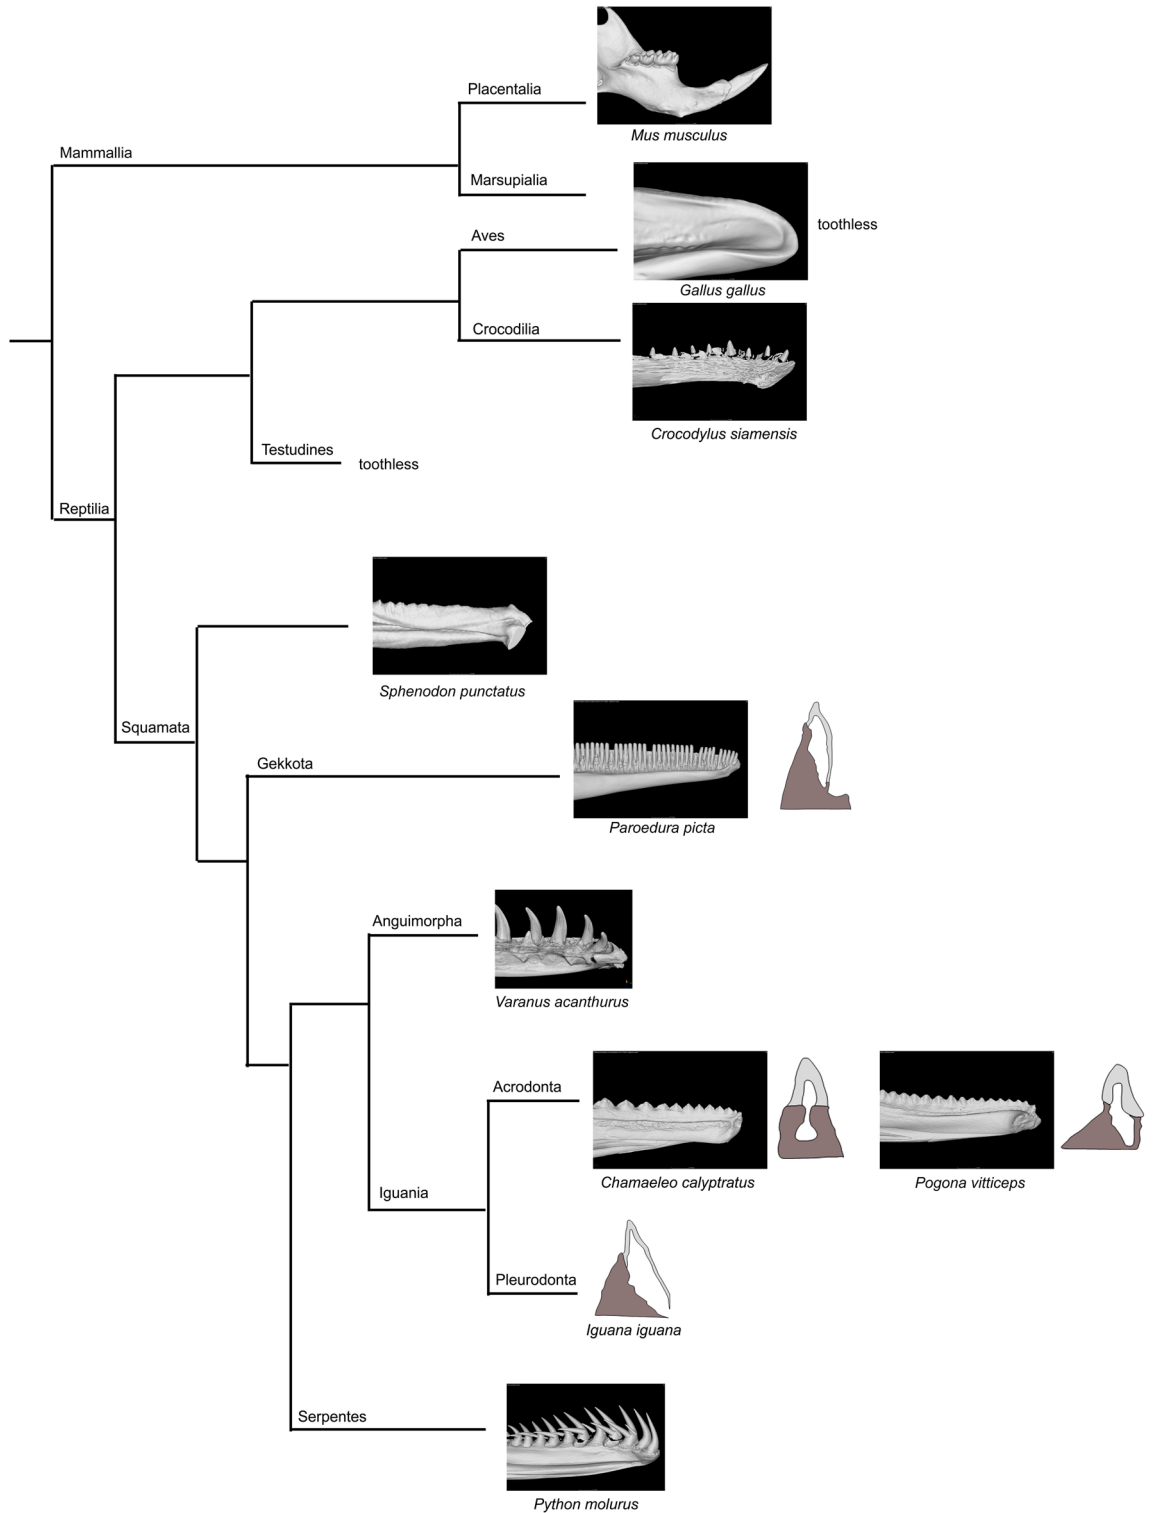 Placentalia
Mus musculus
Mammallia
Marsupialia
Aves
toothless
Gallus gallus
Crocodilia
Crocodylus siamensis
Testudines
toothless
Reptilia
Sphenodon punctatus
Squamata
Gekkota
Paroedura picta
Anguimorpha
Varanus acanthurus
Acrodonta
Chamaeleo calyptratus
Pogona vitticeps
Iguania
Pleurodonta
Iguana iguana
Serpentes
Python molurus